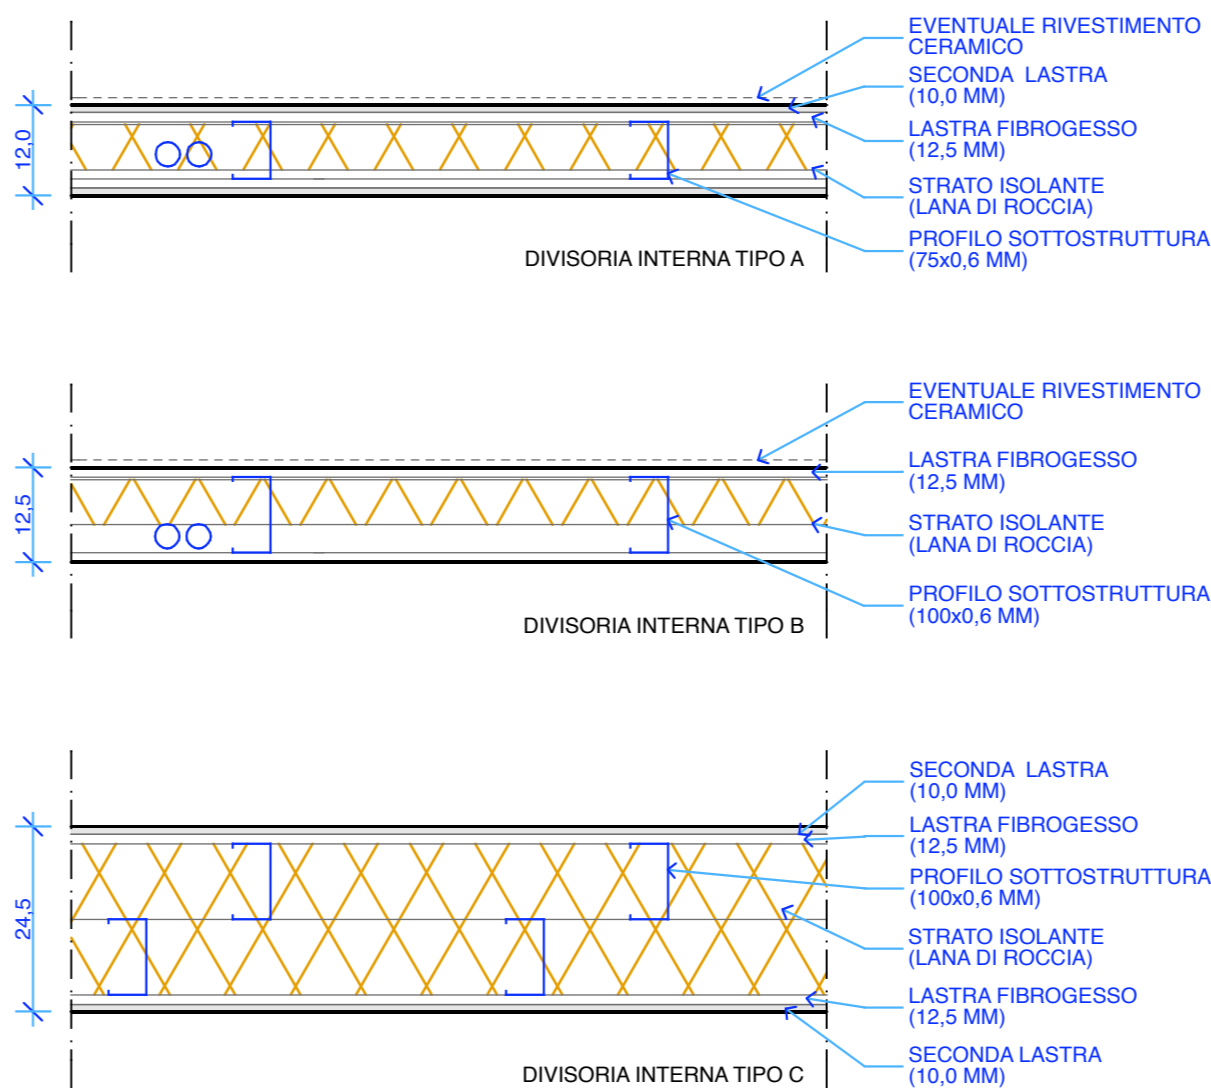 EVENTUALE RIVESTIMENTO
CERAMICO
SECONDA LASTRA
(10,0 MM)
LASTRA FIBROGESSO
(12,5 MM)
STRATO ISOLANTE
(LANA DI ROCCIA)
PROFILO SOTTOSTRUTTURA
(75x0,6 MM)
12,0
DIVISORIA INTERNA TIPO A
EVENTUALE RIVESTIMENTO
CERAMICO
LASTRA FIBROGESSO
(12,5 MM)
STRATO ISOLANTE
(LANA DI ROCCIA)
PROFILO SOTTOSTRUTTURA
(100x0,6 MM)
12,5
DIVISORIA INTERNA TIPO B
SECONDA LASTRA
(10,0 MM)
LASTRA FIBROGESSO
(12,5 MM)
PROFILO SOTTOSTRUTTURA
(100x0,6 MM)
STRATO ISOLANTE
(LANA DI ROCCIA)
LASTRA FIBROGESSO
(12,5 MM)
SECONDA LASTRA
(10,0 MM)
24,5
DIVISORIA INTERNA TIPO C